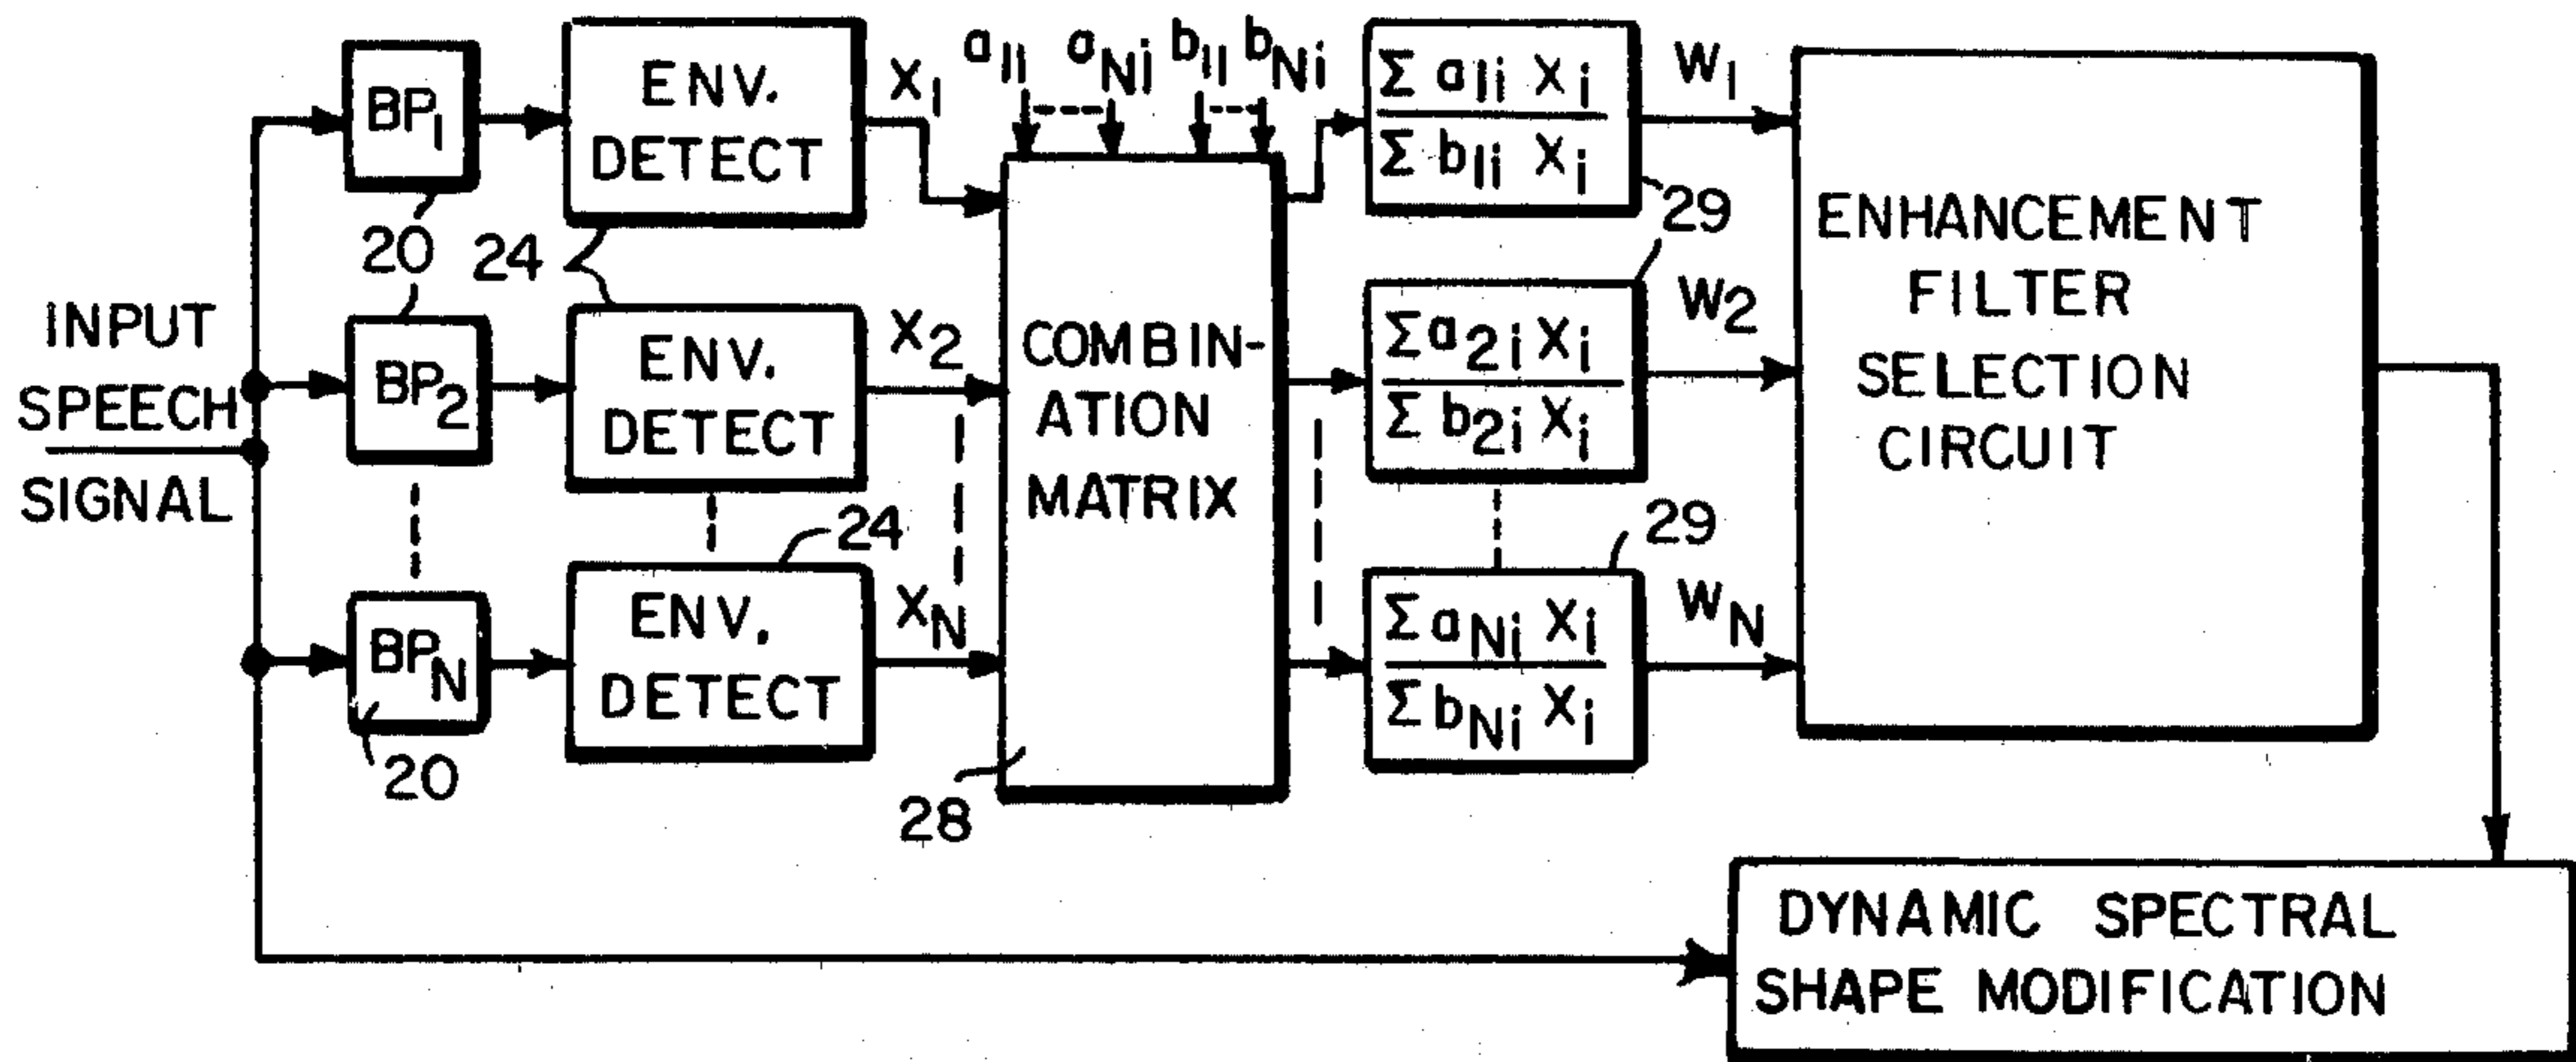 INPUT
SPEECH
SIGNAL
BP1
20
BP2
20
BPN
20
ENV.
DETECT
24
ENV.
DETECT
24
ENV.
DETECT
X1
X2
XN
a11 aNi b11 bNi
COMBIN-
ATION
MATRIX
28
Σ a1i Xi
Σ b1i Xi
29
Σ a2i Xi
Σ b2i Xi
29
Σ aNi Xi
Σ bNi Xi
W1
W2
WN
ENHANCEMENT
FILTER
SELECTION
CIRCUIT
DYNAMIC SPECTRAL
SHAPE MODIFICATION